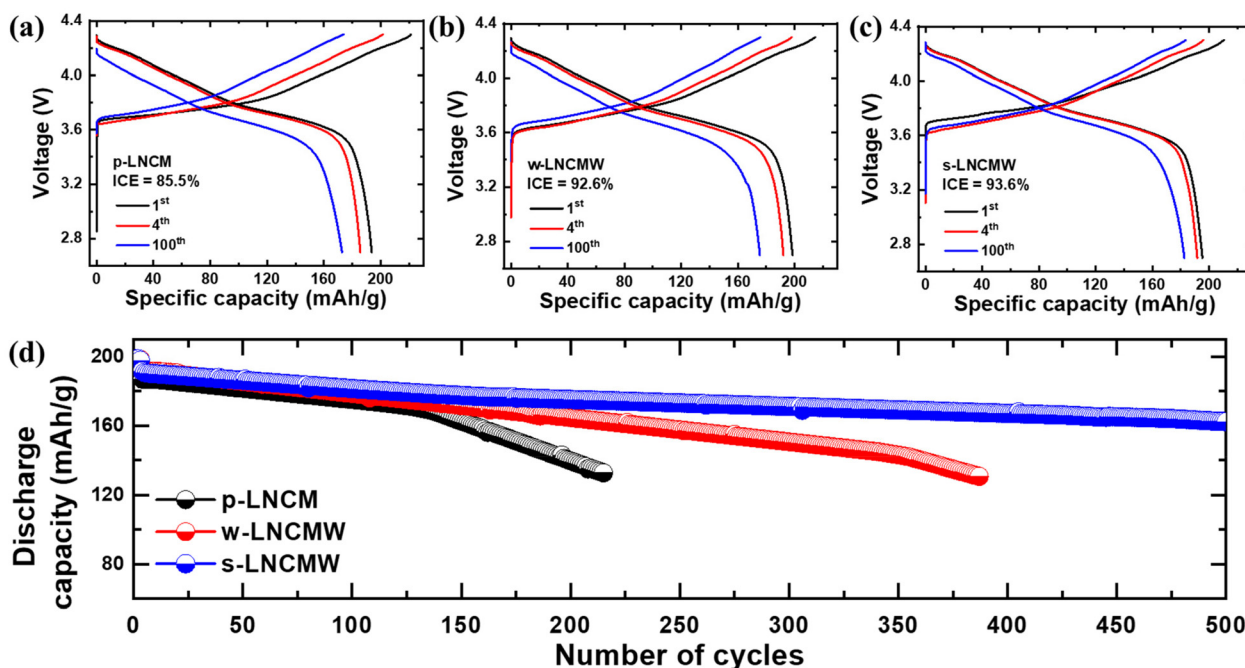 (a)
4.4
4.0
3.6
3.2
2.8
Voltage (V)
p-LNCM
ICE = 85.5%
1st
4th
100th
0 40 80 120 160 200
Specific capacity (mAh/g)
(b)
4.4
4.0
3.6
3.2
2.8
Voltage (V)
w-LNCMW
ICE = 92.6%
1st
4th
100th
0 40 80 120 160 200
Specific capacity (mAh/g)
(c)
4.4
4.0
3.6
3.2
2.8
Voltage (V)
s-LNCMW
ICE = 93.6%
1st
4th
100th
0 40 80 120 160 200
Specific capacity (mAh/g)
(d)
200
160
120
80
Discharge
capacity (mAh/g)
p-LNCM
w-LNCMW
s-LNCMW
0 50 100 150 200 250 300 350 400 450 500
Number of cycles